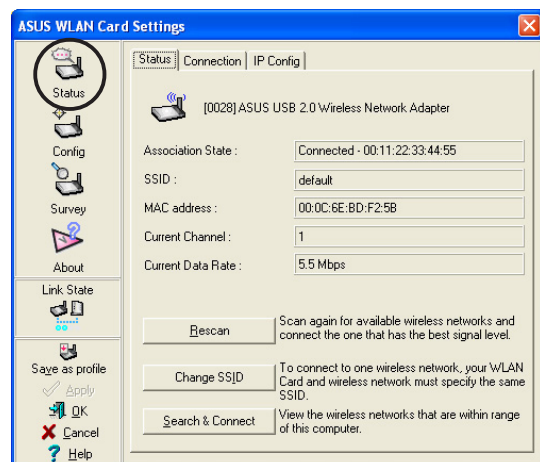 ASUS WLAN Card Settings
Status
Config
Survey
About
Link State
Save as profile
Apply
OK
Cancel
Help
Status Connection IP Config
[0028] ASUS USB 2.0 Wireless Network Adapter
Association State : Connected - 00:11:22:33:44:55
SSID : default
MAC address : 00:0C:6E:BD:F2:5B
Current Channel : 1
Current Data Rate : 5.5 Mbps
Rescan
Scan again for available wireless networks and
connect the one that has the best signal level.
Change SSID
To connect to one wireless network, your WLAN
Card and wireless network must specify the same
SSID.
Search & Connect
View the wireless networks that are within range
of this computer.